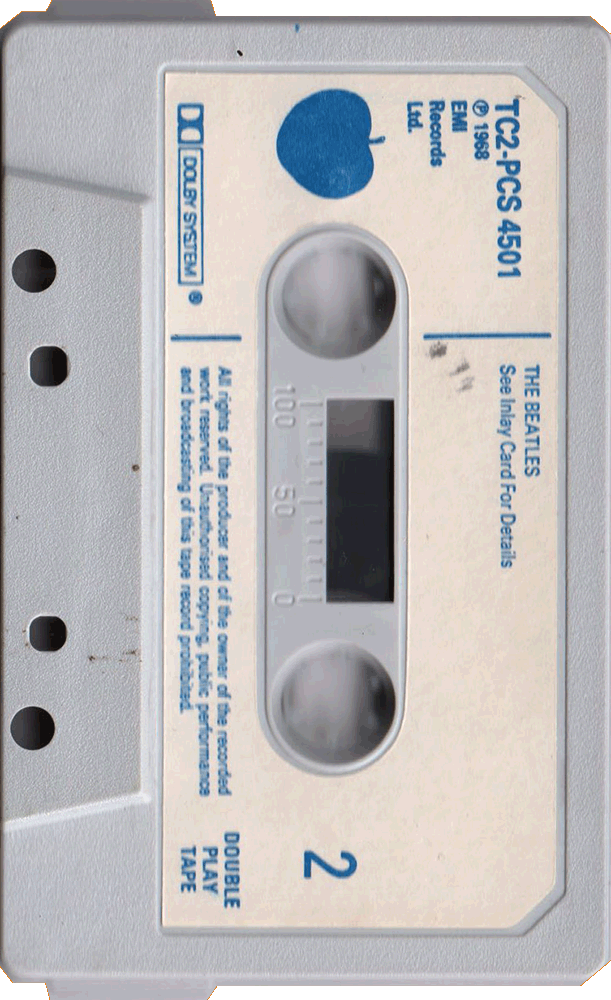 TC2-PCS 4501
℗ 1968
EMI
Records
Ltd.
THE BEATLES
See Inlay Card For Details
100 50 0
2
DOLBY SYSTEM ®
All rights of the producer and of the owner of the recorded
work reserved. Unauthorised copying, public performance
and broadcasting of this tape record prohibited.
DOUBLE
PLAY
TAPE